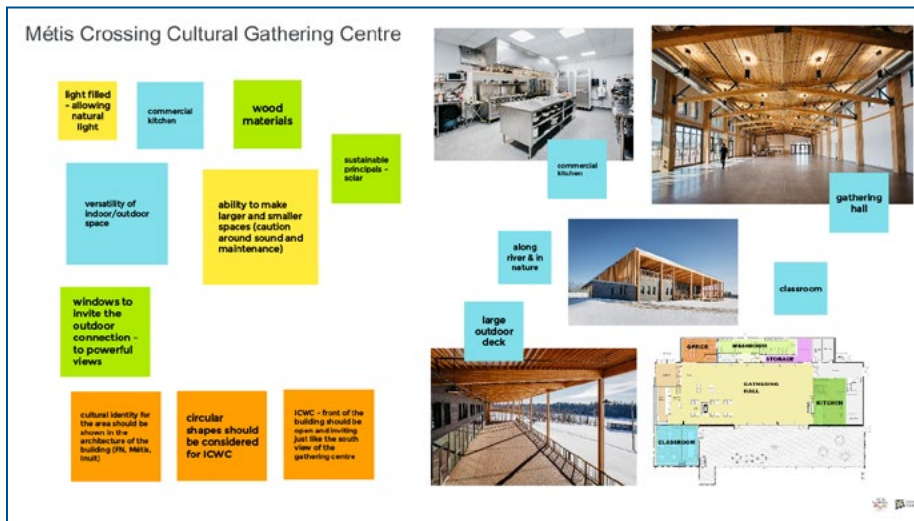 Métis Crossing Cultural Gathering Centre
light filled
- allowing
natural
light
commercial
kitchen
wood
materials
sustainable
principals -
solar
versatility of
indoor/outdoor
space
ability to make
larger and smaller
spaces (caution
around sound and
maintenance)
windows to
invite the
outdoor
connection -
to powerful
views
cultural identity for
the area should be
shown in the
architecture of the
building (FN, Métis,
Inuit)
circular
shapes should
be considered
for ICWC
ICWC - front of the
building should be
open and inviting
just like the south
view of the
gathering centre
commercial
kitchen
gathering
hall
along
river & in
nature
classroom
large
outdoor
deck
OFFICE
WASHROOM
STORAGE
GATHERING
HALL
KITCHEN
CLASSROOM